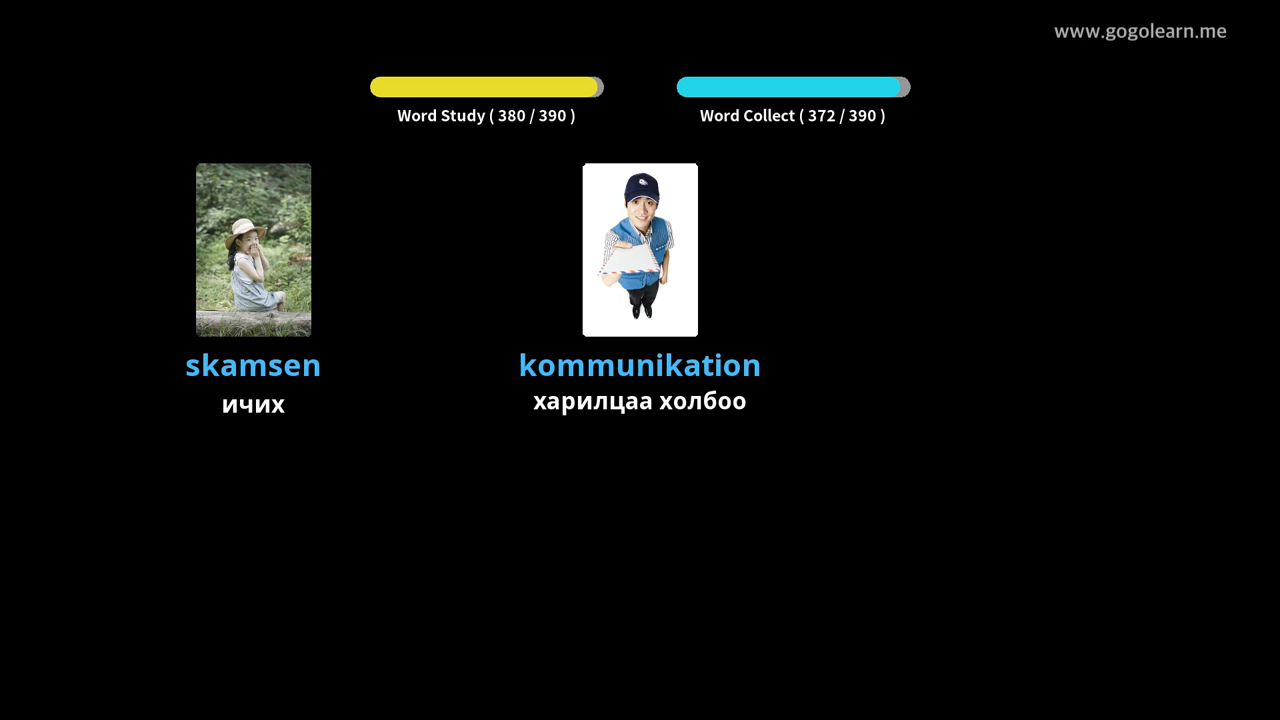 www.gogolearn.me
Word Study ( 380 / 390 )
Word Collect ( 372 / 390 )
skamsen
ичих
kommunikation
харилцаа холбоо